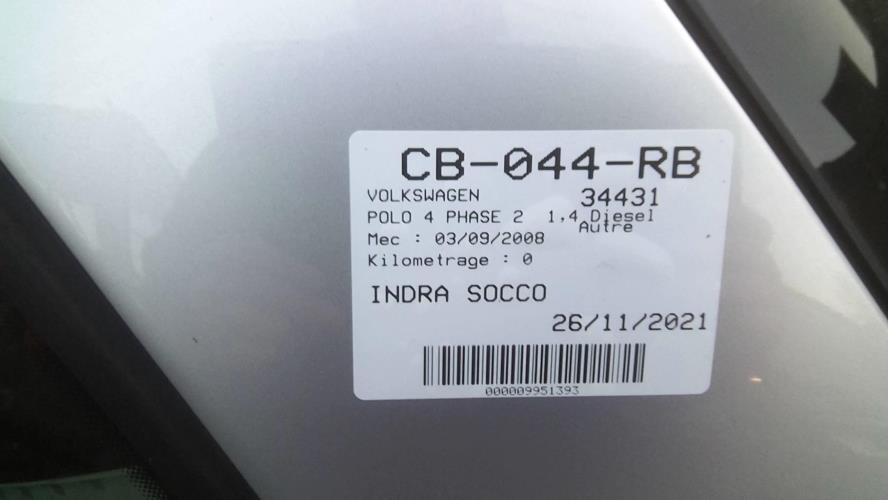 CB-044-RB
VOLKSWAGEN 34431
POLO 4 PHASE 2 1,4 Diesel
Autre
Mec : 03/09/2008
Kilometrage : 0
INDRA SOCCO
26/11/2021
000009951393